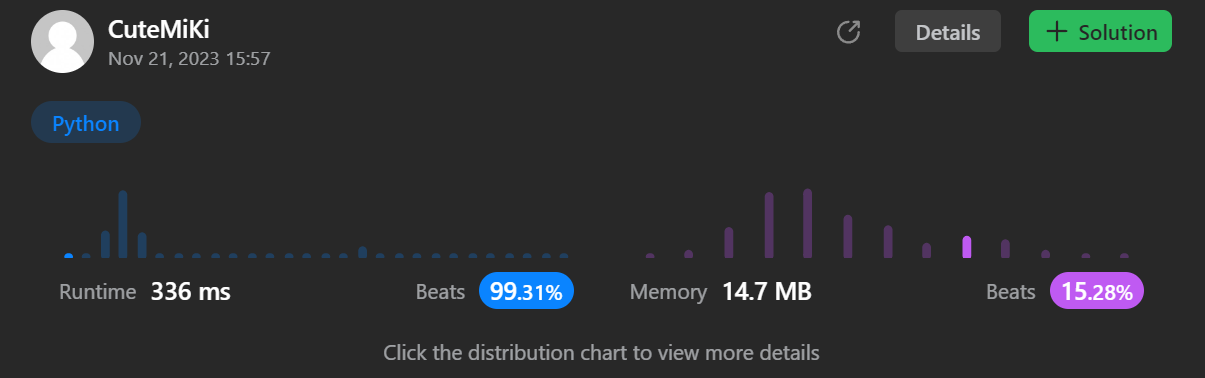 CuteMiKi
Nov 21, 2023 15:57
Details
+ Solution
Python
Runtime 336 ms Beats 99.31%
Memory 14.7 MB Beats 15.28%
Click the distribution chart to view more details